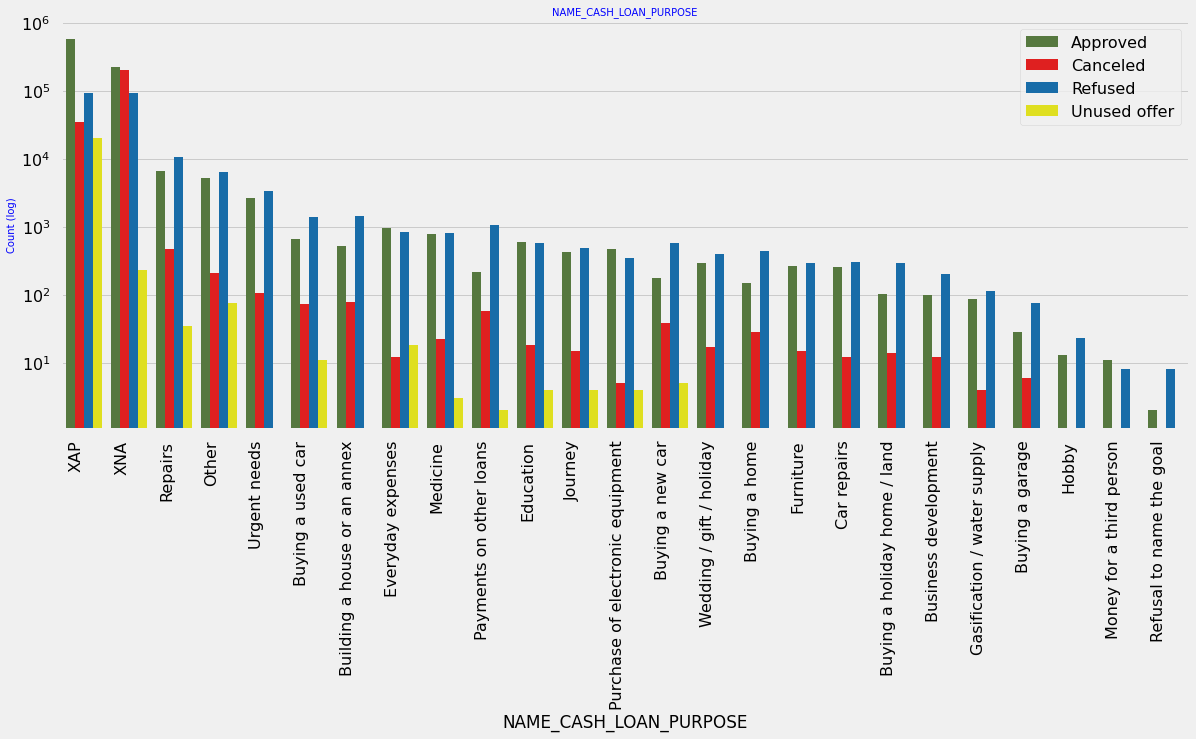 NAME_CASH_LOAN_PURPOSE
Approved
Canceled
Refused
Unused offer
Count (log)
10^6
10^5
10^4
10^3
10^2
10^1
XAP
XNA
Repairs
Other
Urgent needs
Buying a used car
Building a house or an annex
Everyday expenses
Medicine
Payments on other loans
Education
Journey
Purchase of electronic equipment
Buying a new car
Wedding / gift / holiday
Buying a home
Furniture
Car repairs
Buying a holiday home / land
Business development
Gasification / water supply
Buying a garage
Hobby
Money for a third person
Refusal to name the goal
NAME_CASH_LOAN_PURPOSE